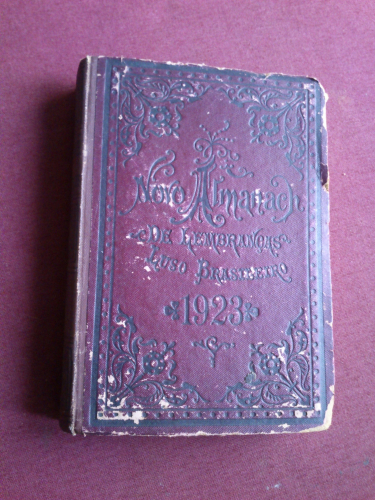 Novo Almanach
De Lembranças
Luso Brasileiro
1923